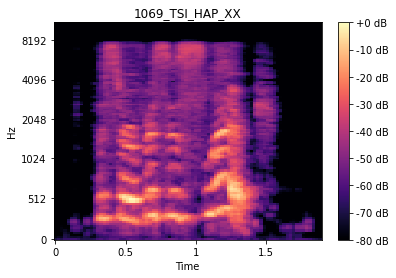 1069_TSI_HAP_XX
Hz
8192
4096
2048
1024
512
0
0
0.5
1
1.5
Time
+0 dB
-10 dB
-20 dB
-30 dB
-40 dB
-50 dB
-60 dB
-70 dB
-80 dB